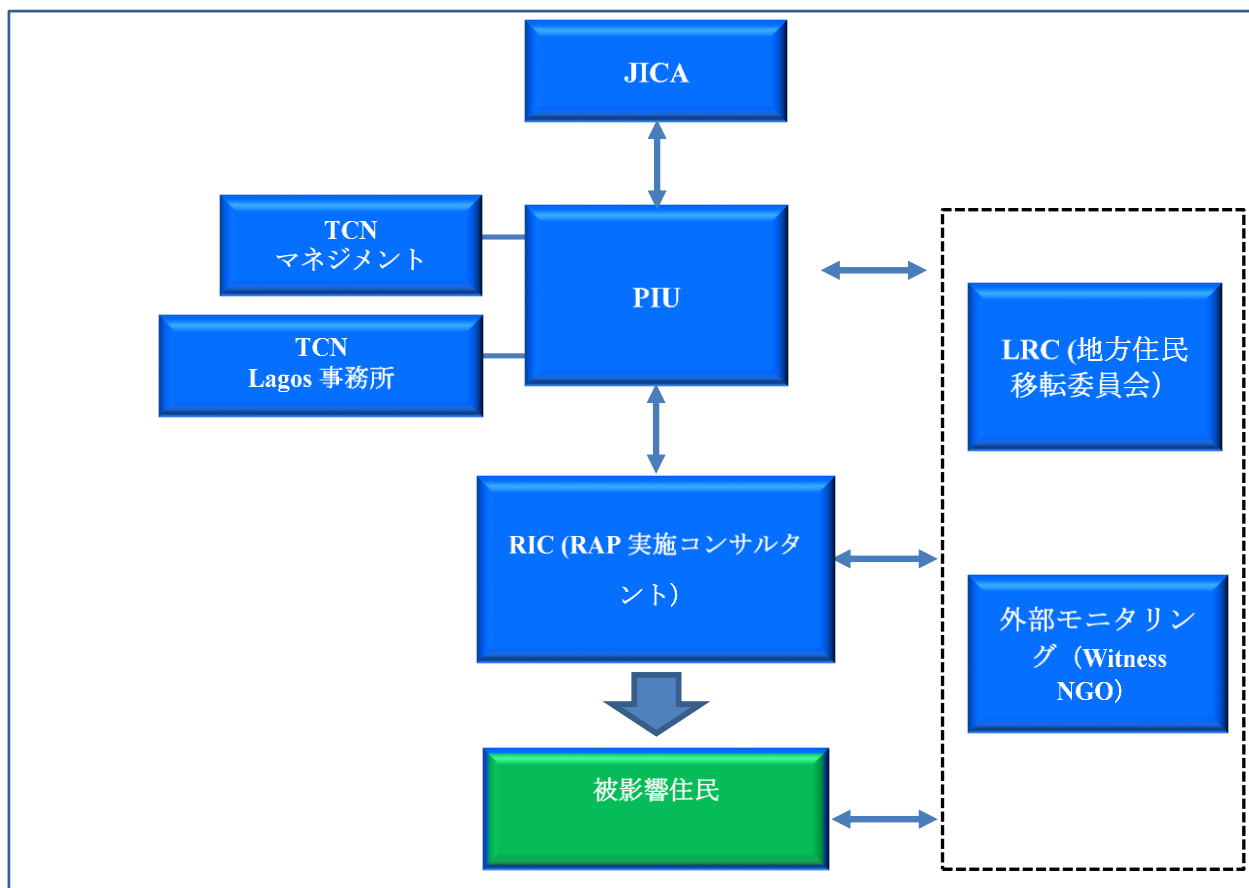 JICA
TCN
マネジメント
PIU
TCN
Lagos 事務所
LRC (地方住民
移転委員会）
RIC (RAP 実施コンサルタ
ント）
外部モニタリン
グ（Witness
NGO）
被影響住民